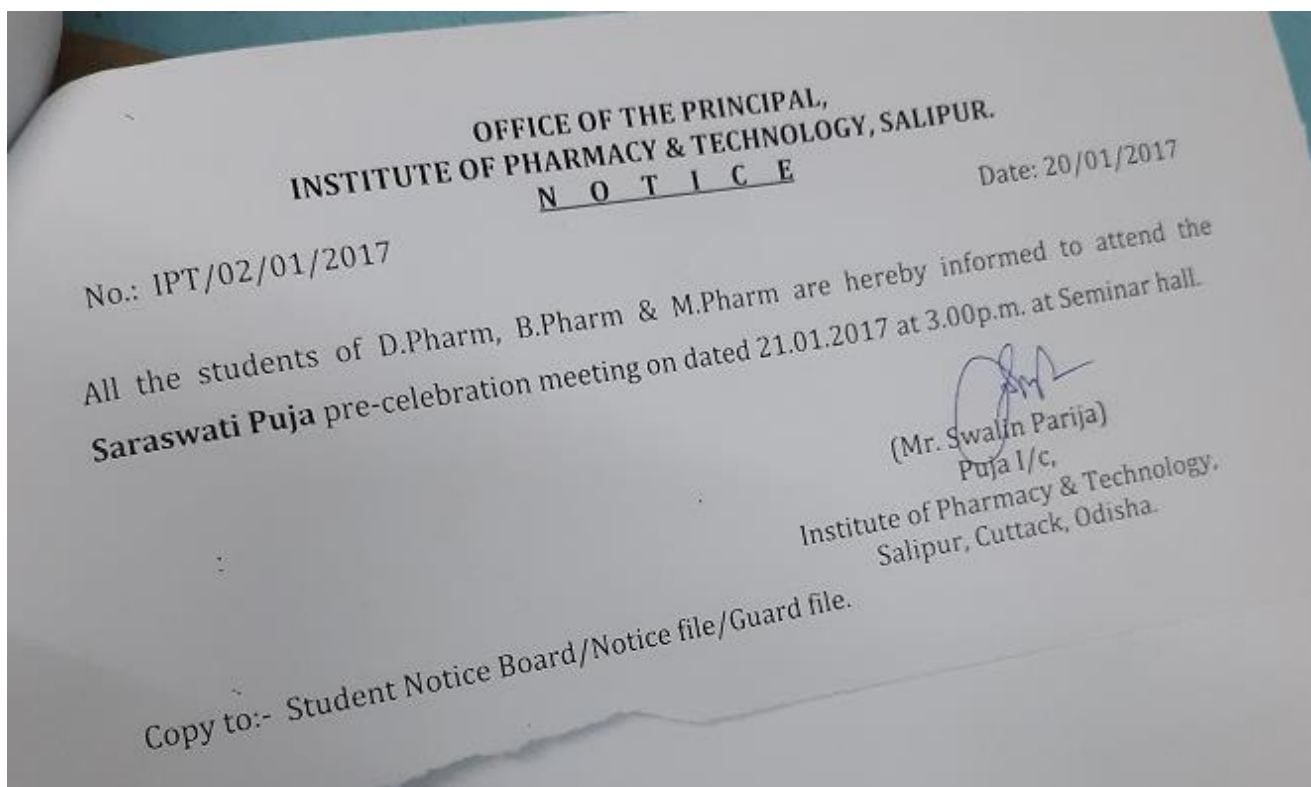 OFFICE OF THE PRINCIPAL,
INSTITUTE OF PHARMACY & TECHNOLOGY, SALIPUR.
N O T I C E
No.: IPT/02/01/2017 Date: 20/01/2017
All the students of D.Pharm, B.Pharm & M.Pharm are hereby informed to attend the
Saraswati Puja pre-celebration meeting on dated 21.01.2017 at 3.00p.m. at Seminar hall.
(Mr. Swalin Parija)
Puja I/c,
Institute of Pharmacy & Technology,
Salipur, Cuttack, Odisha.
Copy to:- Student Notice Board/Notice file/Guard file.